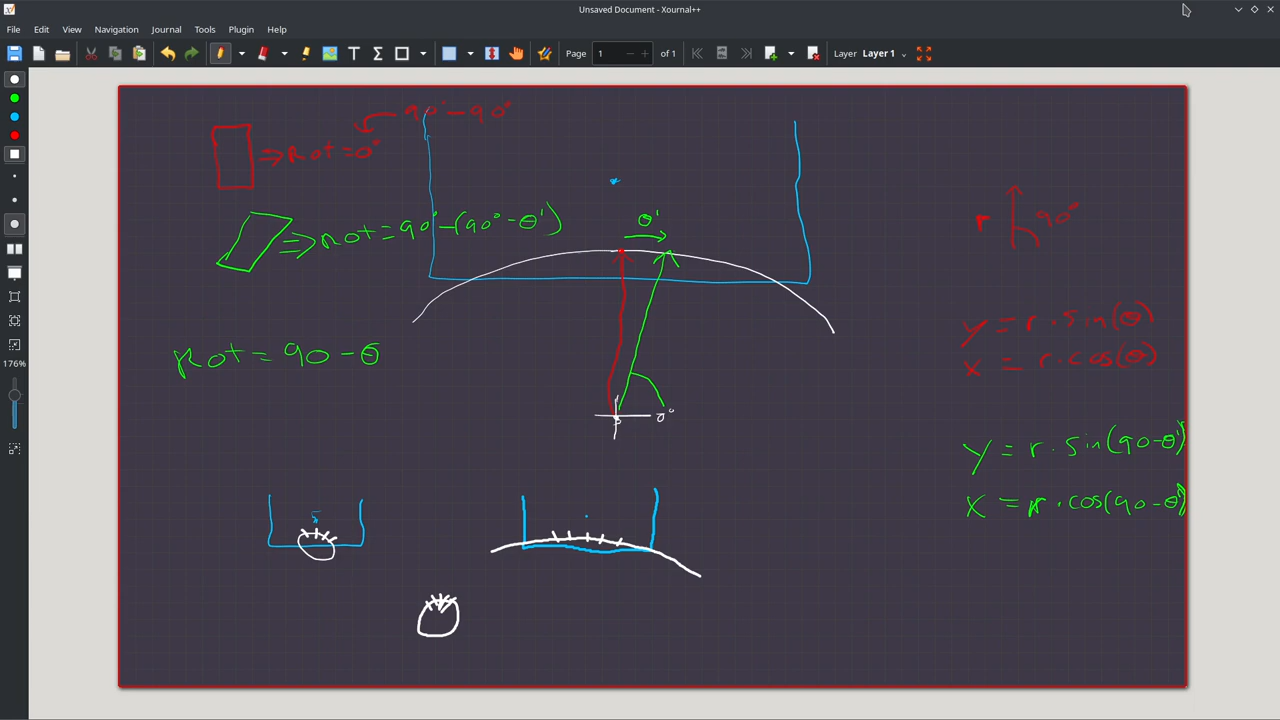 Unsaved Document - Xournal++
File Edit View Navigation Journal Tools Plugin Help
Page 1 of 1 Layer Layer 1
176%
90° - 90°
⇒ Rot = 0°
⇒ Rot = 90° - (90° - θ')
θ'
r 90°
y = r . sin(θ)
x = r . cos(θ)
Rot = 90 - θ
0°
y = r . sin(90-θ')
x = r . cos(90-θ')